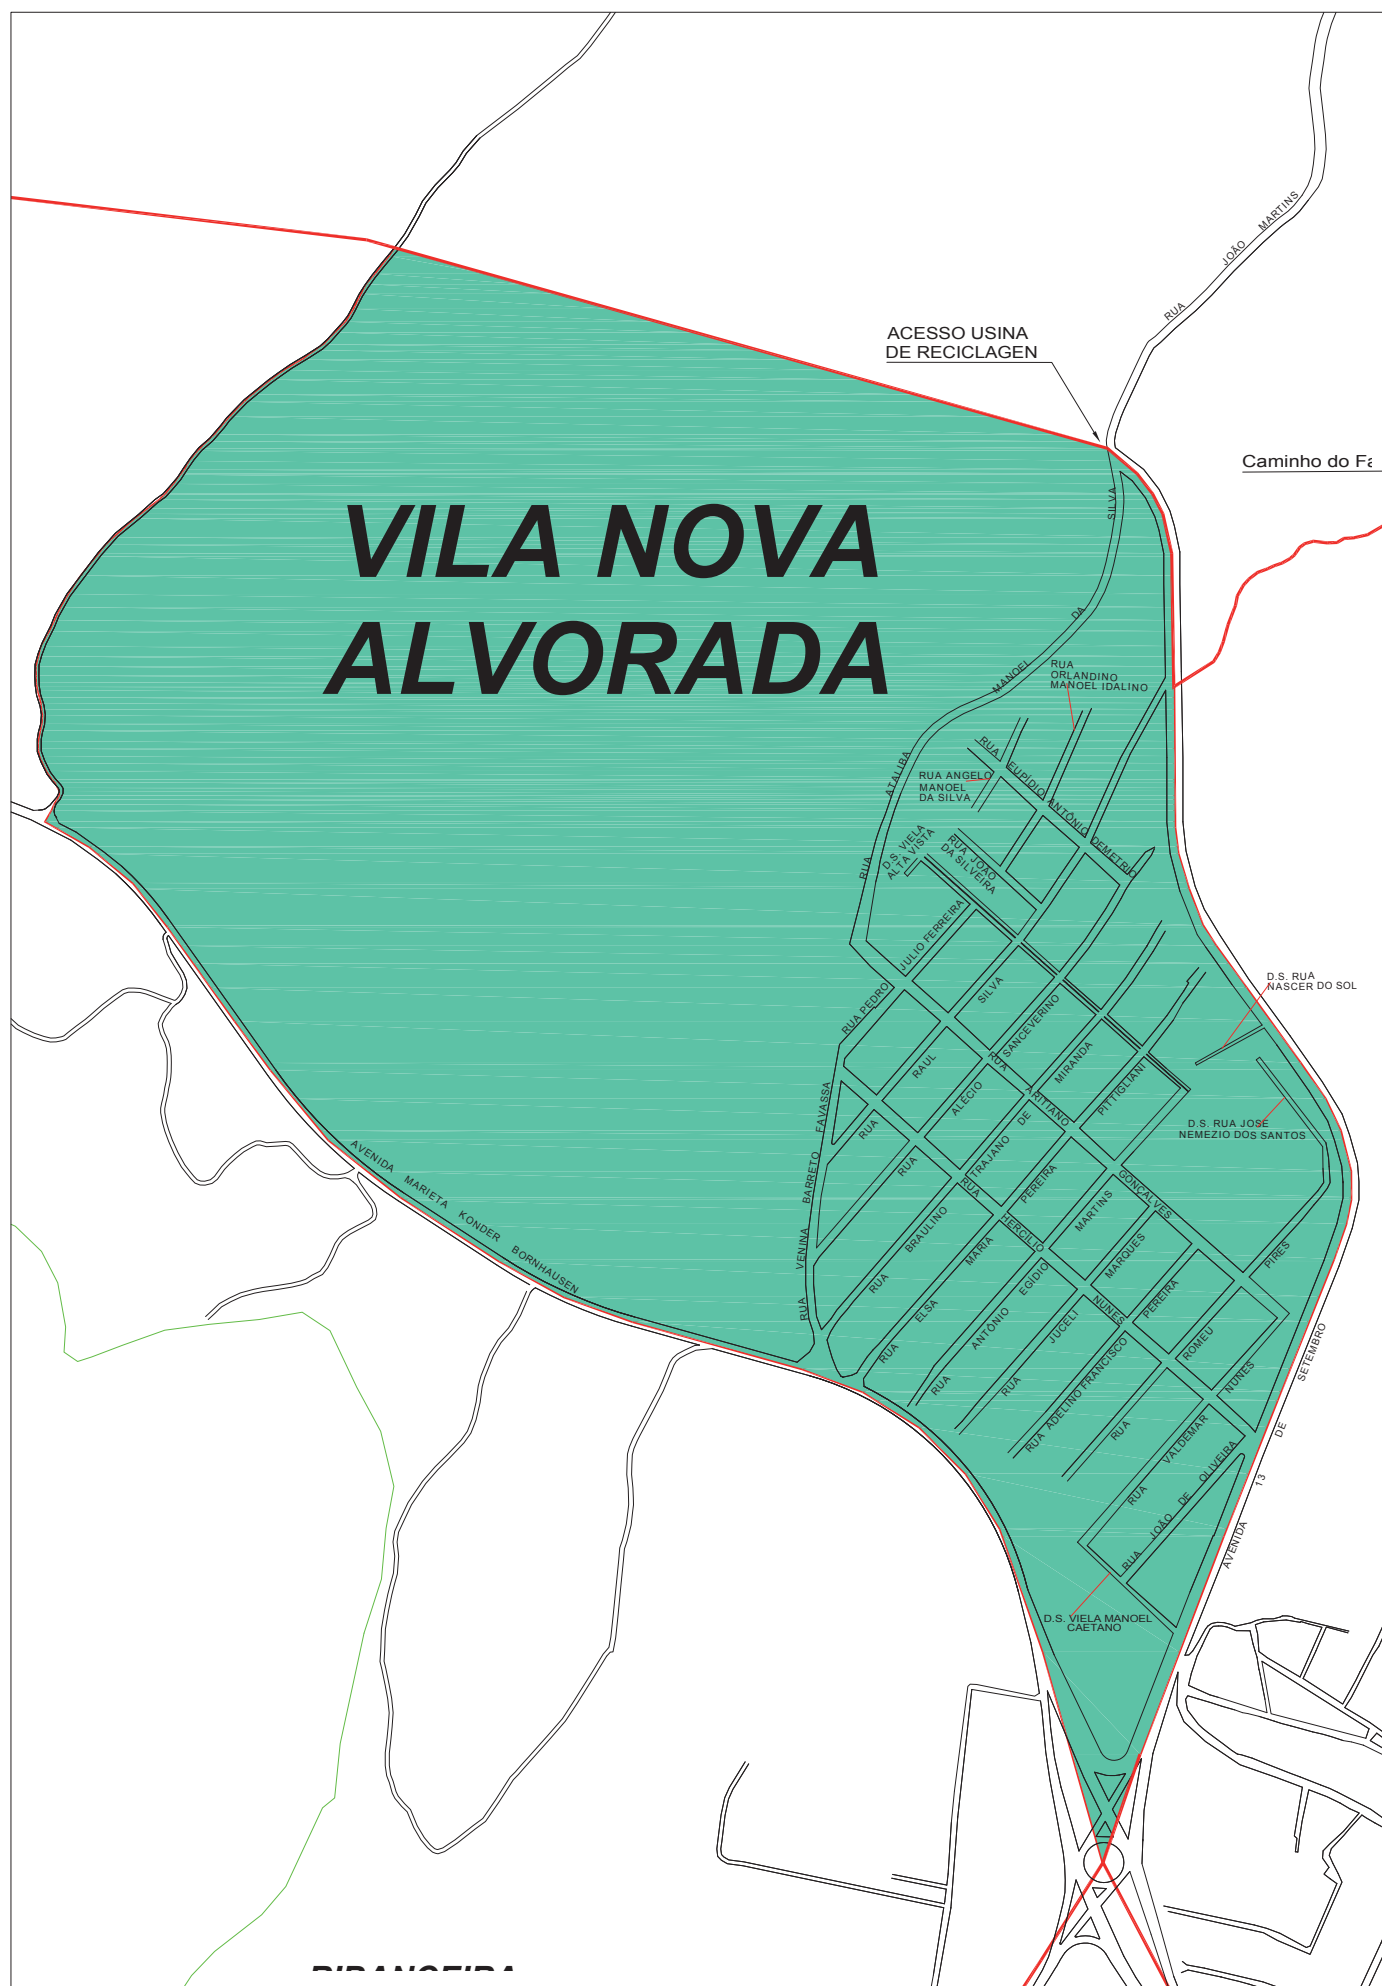 RUA JOÃO MARTINS
ACESSO USINA
DE RECICLAGEN
VILA NOVA
ALVORADA
RUA ATALIBA MANOEL DA SILVA
RUA
ORLANDINO
MANOEL IDALINO
RUA EUPÍDIO ANTÔNIO DEMETRIO
RUA ANGELO
MANOEL
DA SILVA
D.S. VIELA
ALTA VISTA
RUA JOÃO
DA SILVEIRA
D.S. RUA
NASCER DO SOL
D.S. RUA JOSE
NEMEZIO DOS SANTOS
RUA PEDRO
JULIO FERREIRA
SILVA
RAUL
RUA
SANCEVERINO
ALÉCIO
RUA
MIRANDA
DE
TRAJANO
PITTIGLIANI
PEREIRA
RUA
ARITIANO
GONÇALVES
RUA
HERCILIO
NUNES
BRAULINO
RUA
MARIA
ELSA
RUA
MARTINS
EGÍDIO
ANTÔNIO
RUA
MARQUES
JUCELI
RUA
PEREIRA
RUA ADELINO FRANCISCO
PIRES
ROMEU
RUA
NUNES
VALDEMAR
RUA
RUA JOÃO DE OLIVEIRA
RUA VENINA BARRETO FAVASSA
AVENIDA MARIETA KONDER BORNHAUSEN
AVENIDA 13 DE SETEMBRO
D.S. VIELA MANOEL
CAETANO
Caminho do